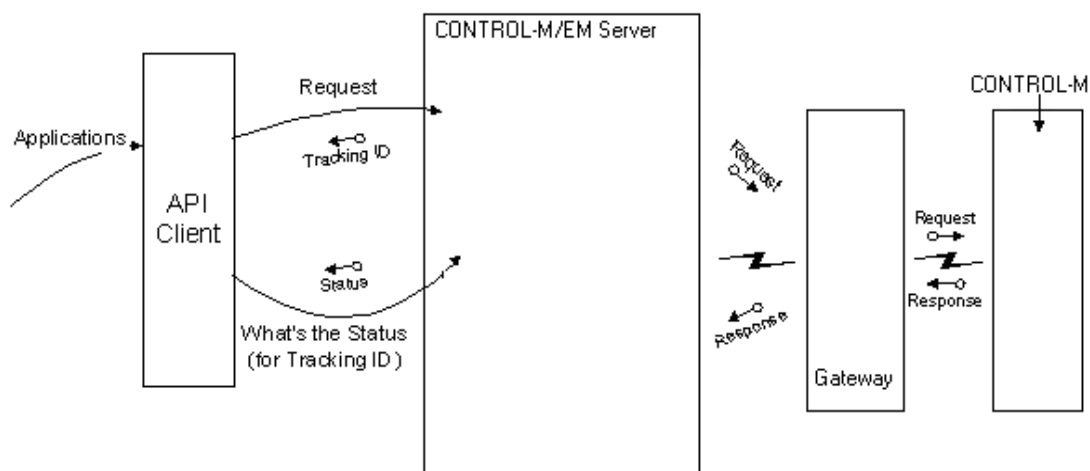 CONTROL-M/EM Server
Request
CONTROL-M
Applications
Tracking ID
Request
API
Client
Request
Status
Response
Response
What's the Status
(for Tracking ID )
Gateway